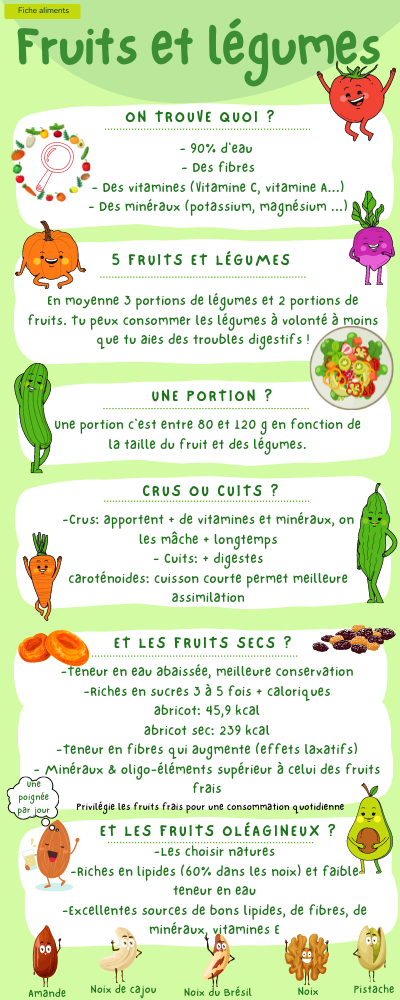 Fiche aliments
Fruits et légumes
ON TROUVE QUOI ?
- 90% d'eau
- Des fibres
- Des vitamines (Vitamine C, vitamine A...)
- Des minéraux (potassium, magnésium ...)
5 FRUITS ET LÉGUMES
En moyenne 3 portions de légumes et 2 portions de
fruits. Tu peux consommer les légumes à volonté à moins
que tu aies des troubles digestifs !
UNE PORTION ?
Une portion c'est entre 80 et 120 g en fonction de
la taille du fruit et des légumes.
CRUS OU CUITS ?
-Crus: apportent + de vitamines et minéraux, on
les mâche + longtemps
- Cuits: + digestes
caroténoides: cuisson courte permet meilleure
assimilation
ET LES FRUITS SECS ?
-Teneur en eau abaissée, meilleure conservation
-Riches en sucres 3 à 5 fois + caloriques
abricot: 45,9 kcal
abricot sec: 239 kcal
-Teneur en fibres qui augmente (effets laxatifs)
- Minéraux & oligo-éléments supérieur à celui des fruits
frais
Privilégie les fruits frais pour une consommation quotidienne
Une
poignée
par jour
ET LES FRUITS OLÉAGINEUX ?
-Les choisir natures
-Riches en lipides (60% dans les noix) et faible
teneur en eau
-Excellentes sources de bons lipides, de fibres, de
minéraux, vitamines E
Amande
Noix de cajou
Noix du Brésil
Noix
Pistache